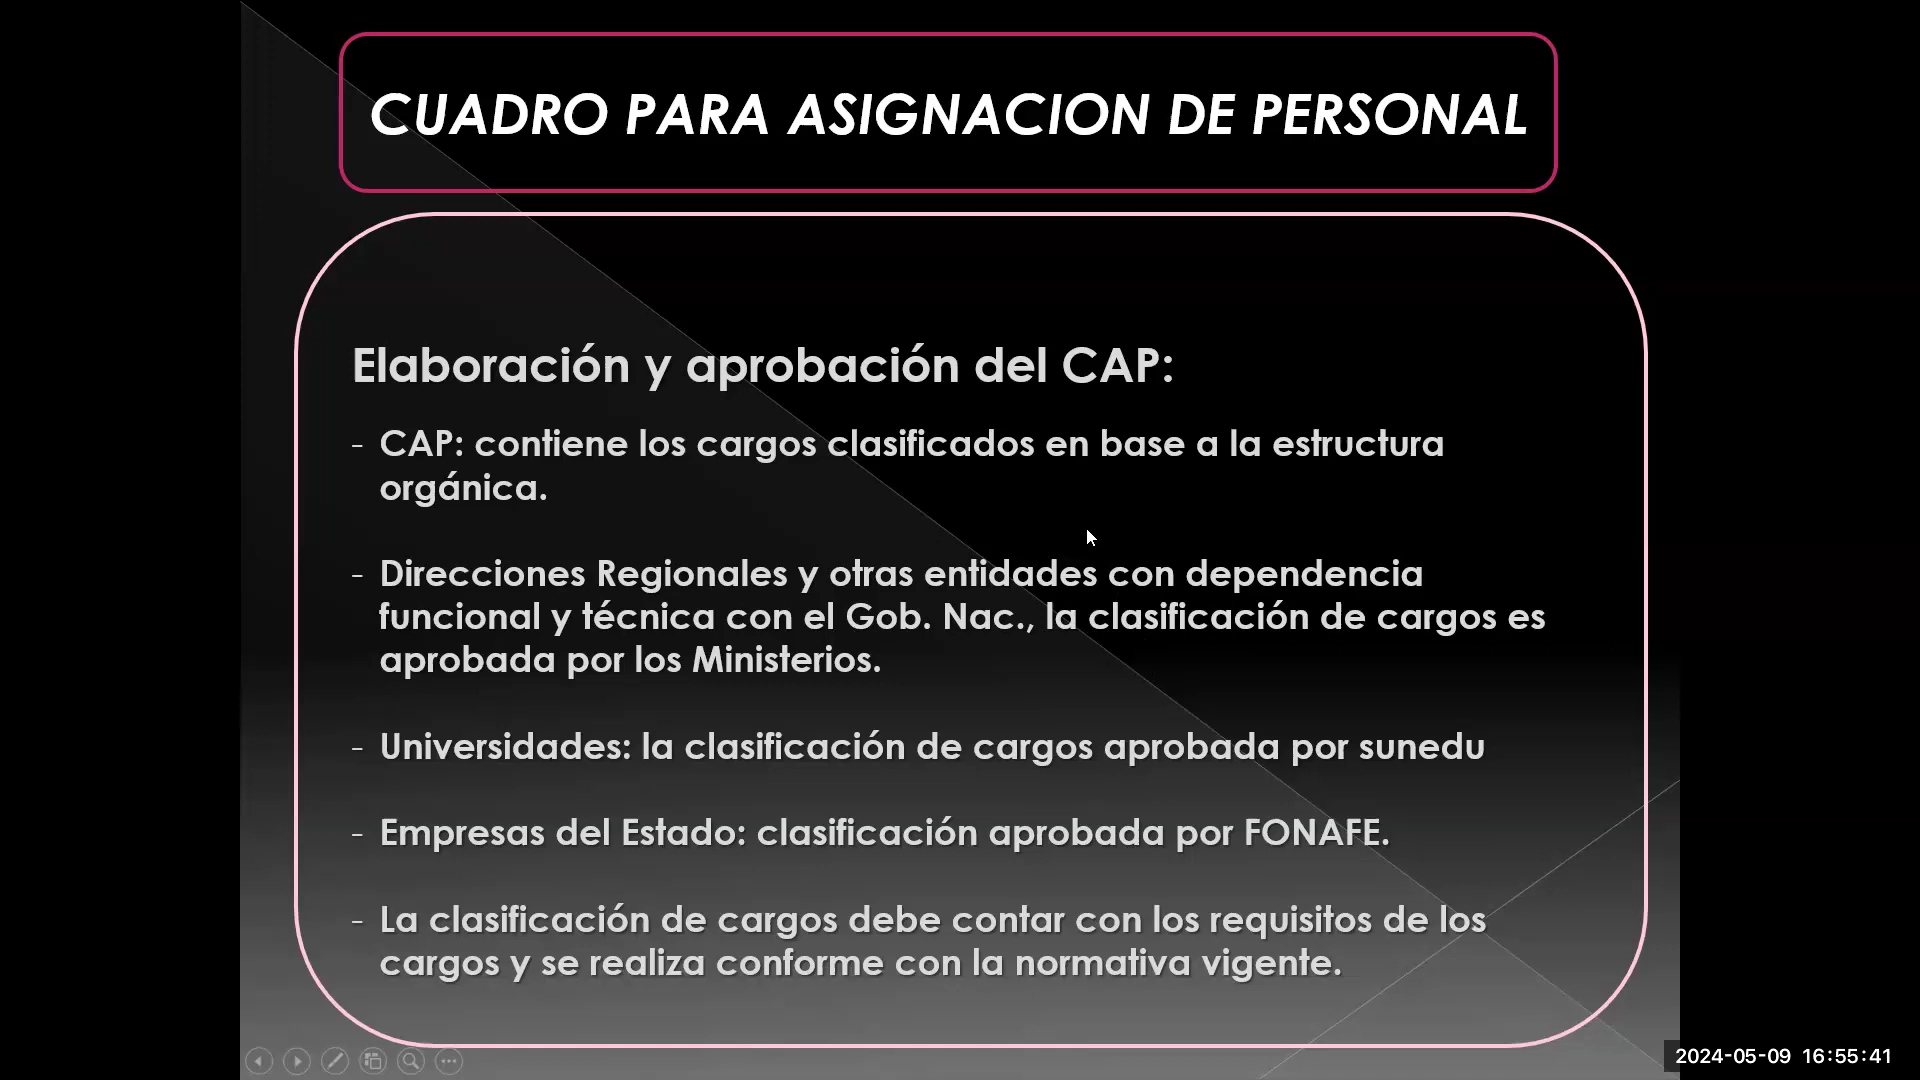 CUADRO PARA ASIGNACION DE PERSONAL
Elaboración y aprobación del CAP:
- CAP: contiene los cargos clasificados en base a la estructura
orgánica.
- Direcciones Regionales y otras entidades con dependencia
funcional y técnica con el Gob. Nac., la clasificación de cargos es
aprobada por los Ministerios.
- Universidades: la clasificación de cargos aprobada por sunedu
- Empresas del Estado: clasificación aprobada por FONAFE.
- La clasificación de cargos debe contar con los requisitos de los
cargos y se realiza conforme con la normativa vigente.
2024-05-09 16:55:41